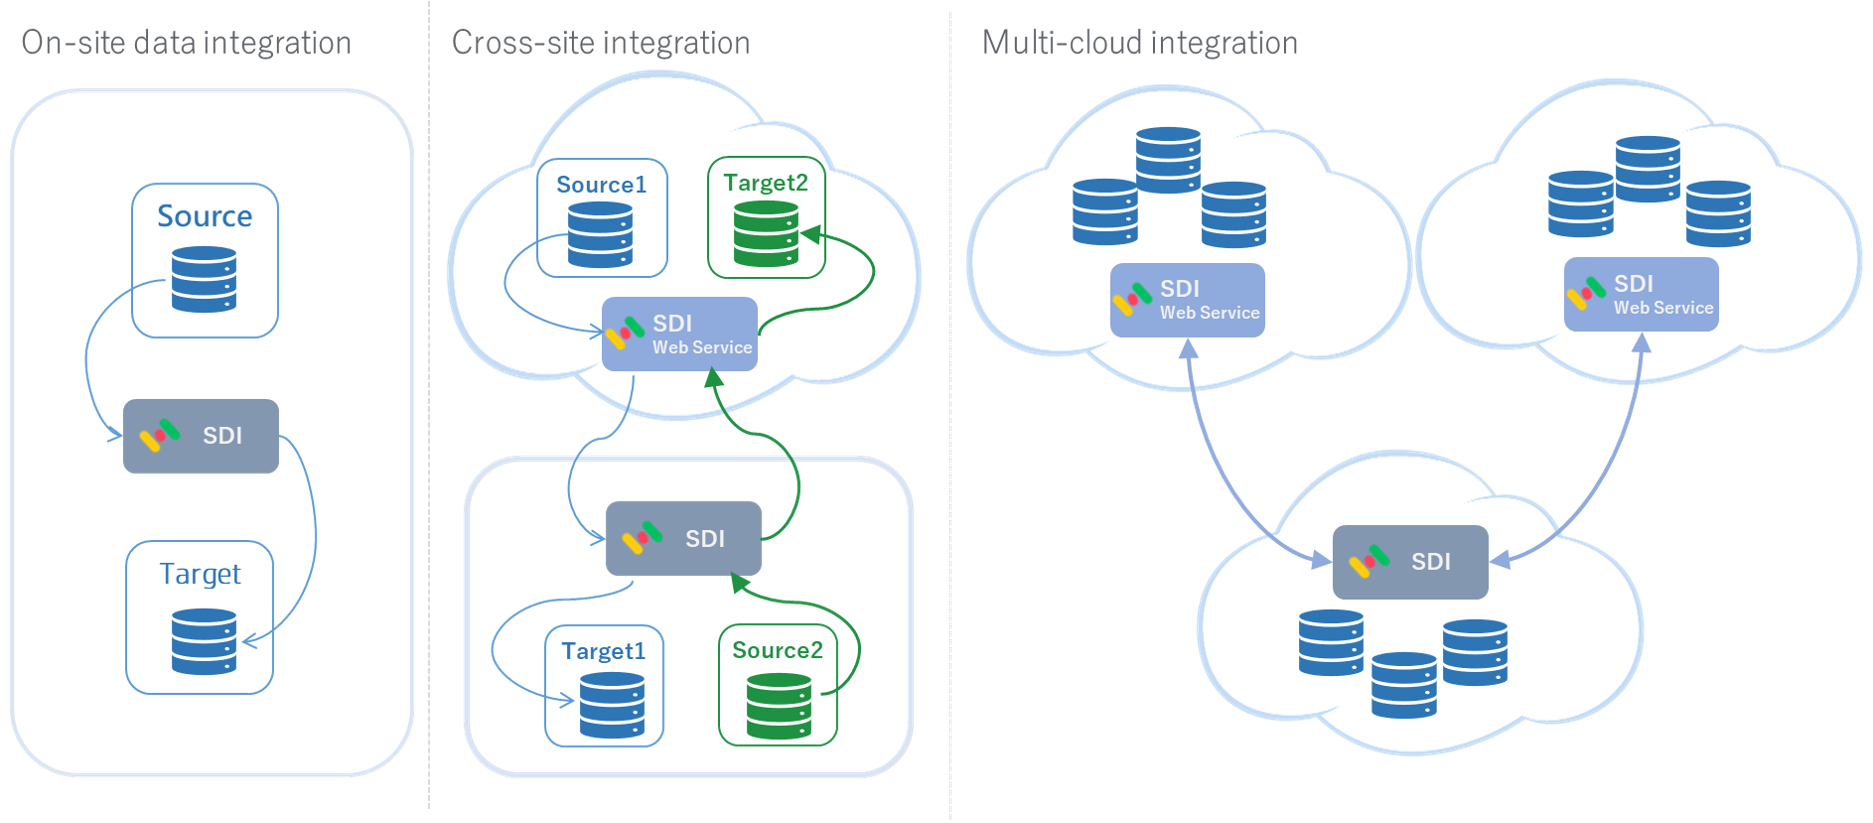 On-site data integration
Source
SDI
Target
Cross-site integration
Source1
Target2
SDI
Web Service
SDI
Target1
Source2
Multi-cloud integration
SDI
Web Service
SDI
Web Service
SDI